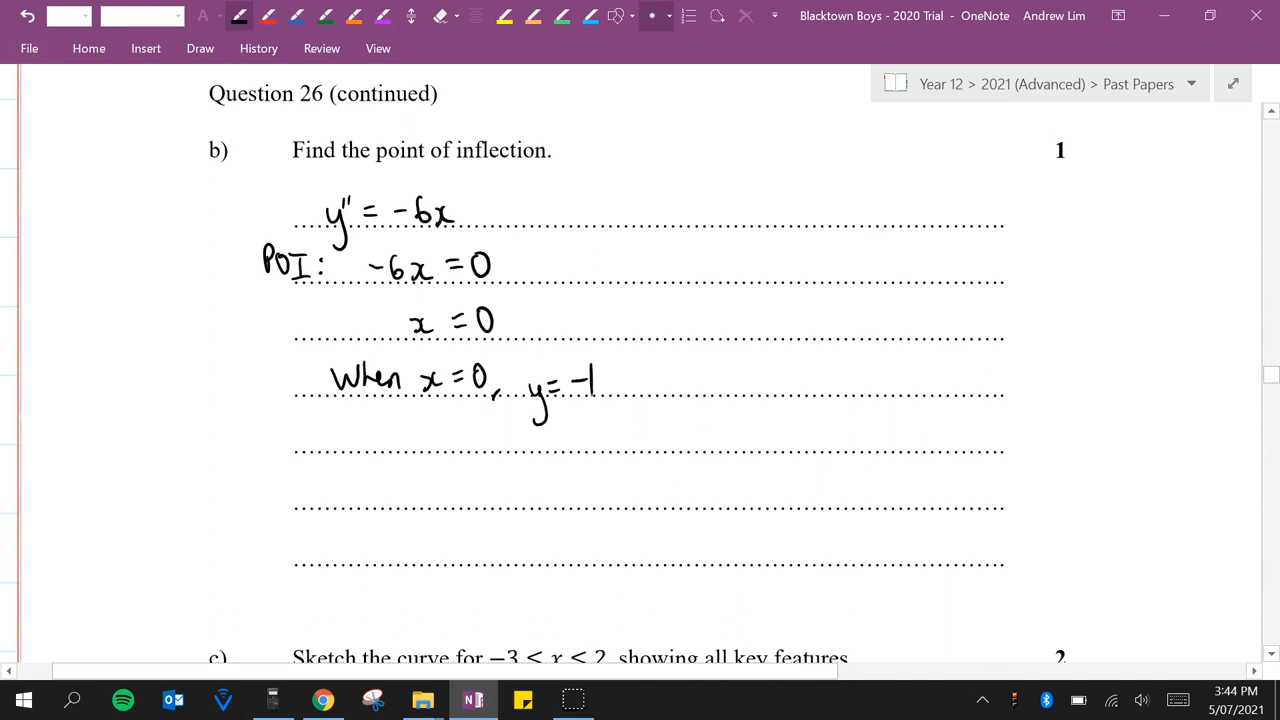 Blacktown Boys - 2020 Trial - OneNote
Andrew Lim
File Home Insert Draw History Review View
Year 12 > 2021 (Advanced) > Past Papers
Question 26 (continued)
b) Find the point of inflection. 1
y'' = -6x
POI: -6x = 0
x = 0
When x = 0, y = -1
c) Sketch the curve for −3 ≤ x ≤ 2, showing all key features. 2
3:44 PM
5/07/2021